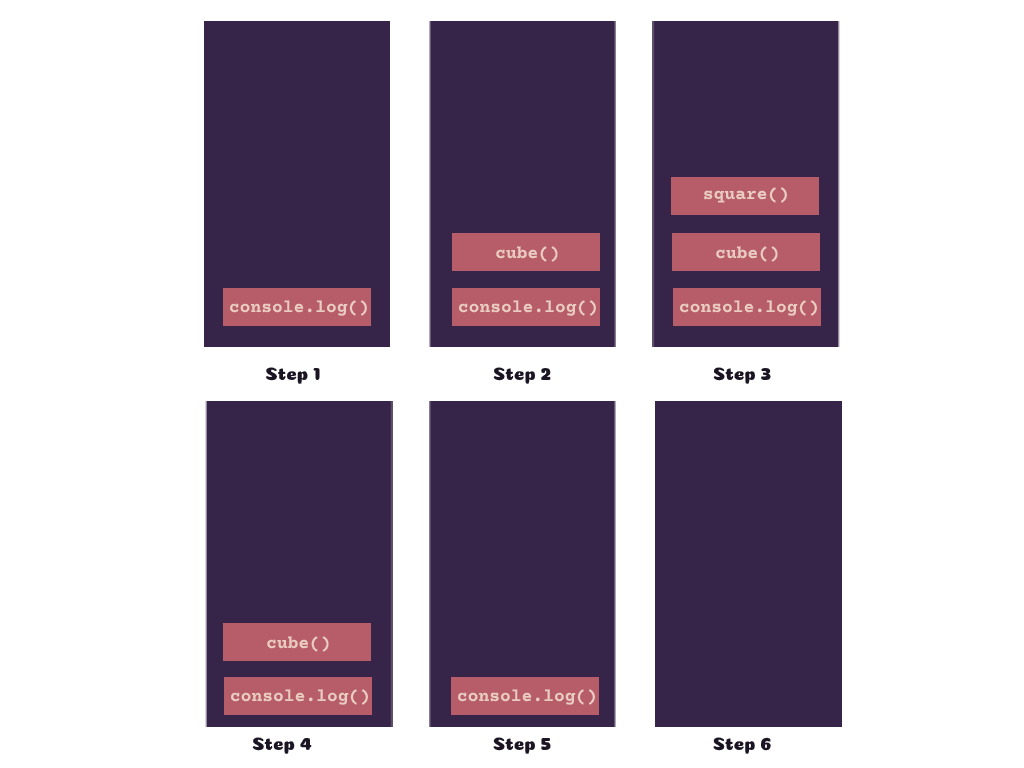 console.log()
Step 1
cube()
console.log()
Step 2
square()
cube()
console.log()
Step 3
cube()
console.log()
Step 4
console.log()
Step 5
Step 6